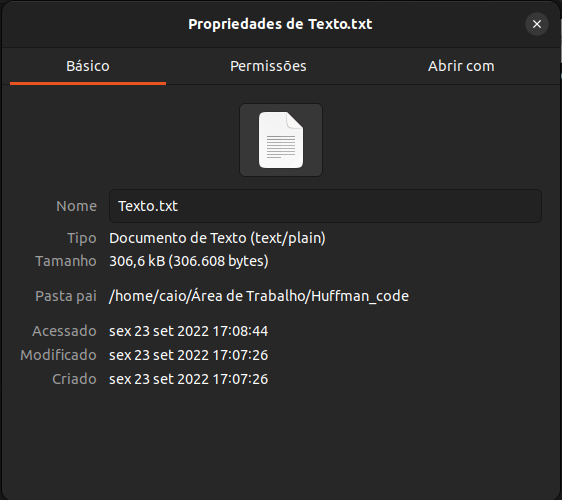 Propriedades de Texto.txt
Básico Permissões Abrir com
Nome Texto.txt
Tipo Documento de Texto (text/plain)
Tamanho 306,6 kB (306.608 bytes)
Pasta pai /home/caio/Área de Trabalho/Huffman_code
Acessado sex 23 set 2022 17:08:44
Modificado sex 23 set 2022 17:07:26
Criado sex 23 set 2022 17:07:26